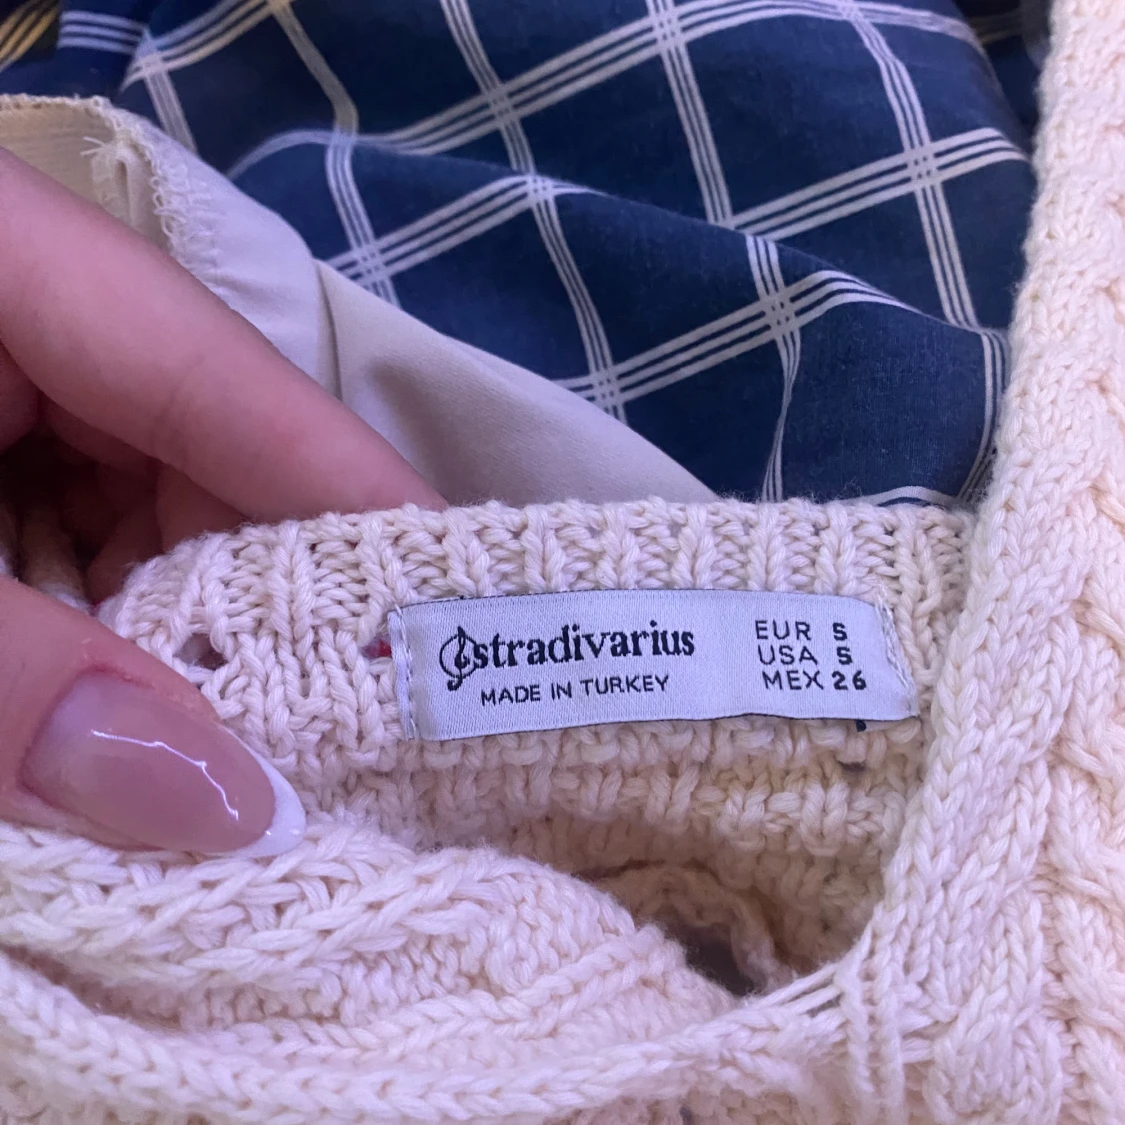 stradivarius
MADE IN TURKEY
EUR S
USA S
MEX 26